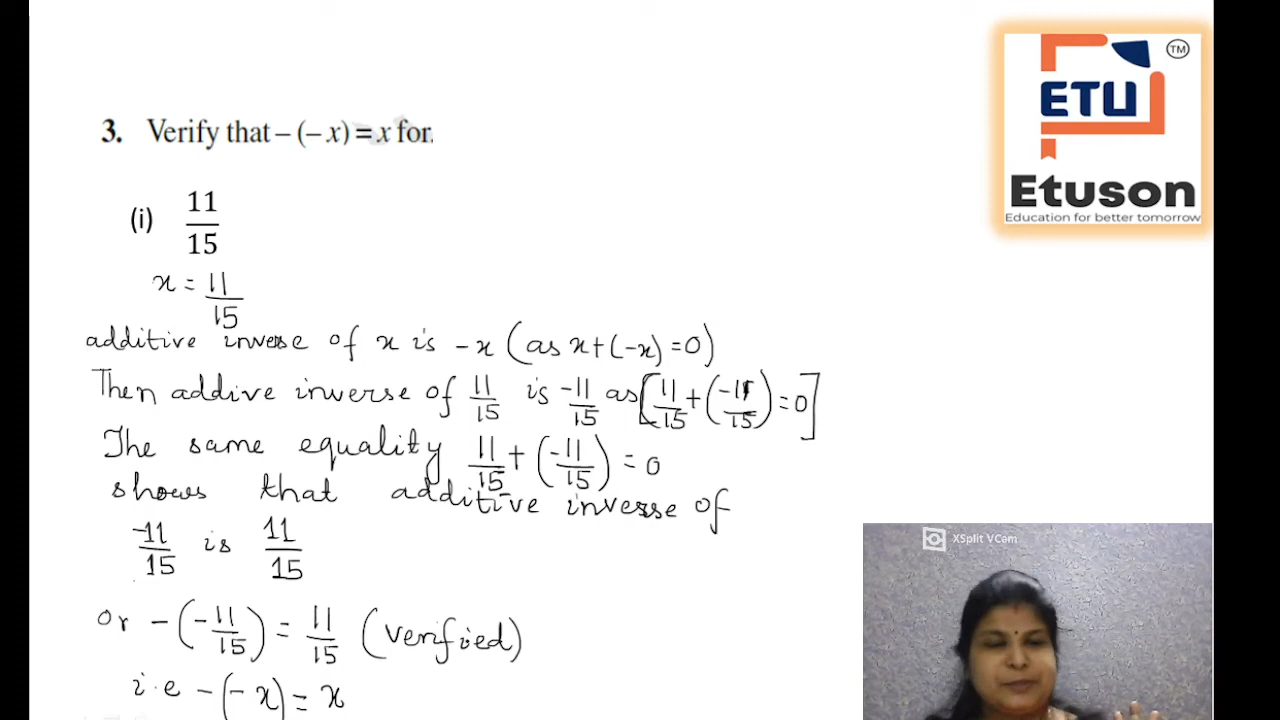 3. Verify that – (– x) = x for.
(i) 11/15
x = 11/15
additive inverse of x is -x (as x+(-x)=0)
Then addive inverse of 11/15 is -11/15 as [11/15 + (-11/15) = 0]
The same equality 11/15 + (-11/15) = 0
shows that additive inverse of
-11/15 is 11/15
or -(-11/15) = 11/15 (verified)
i.e -(-x) = x
ETU
TM
Etuson
Education for better tomorrow
XSplit VCam